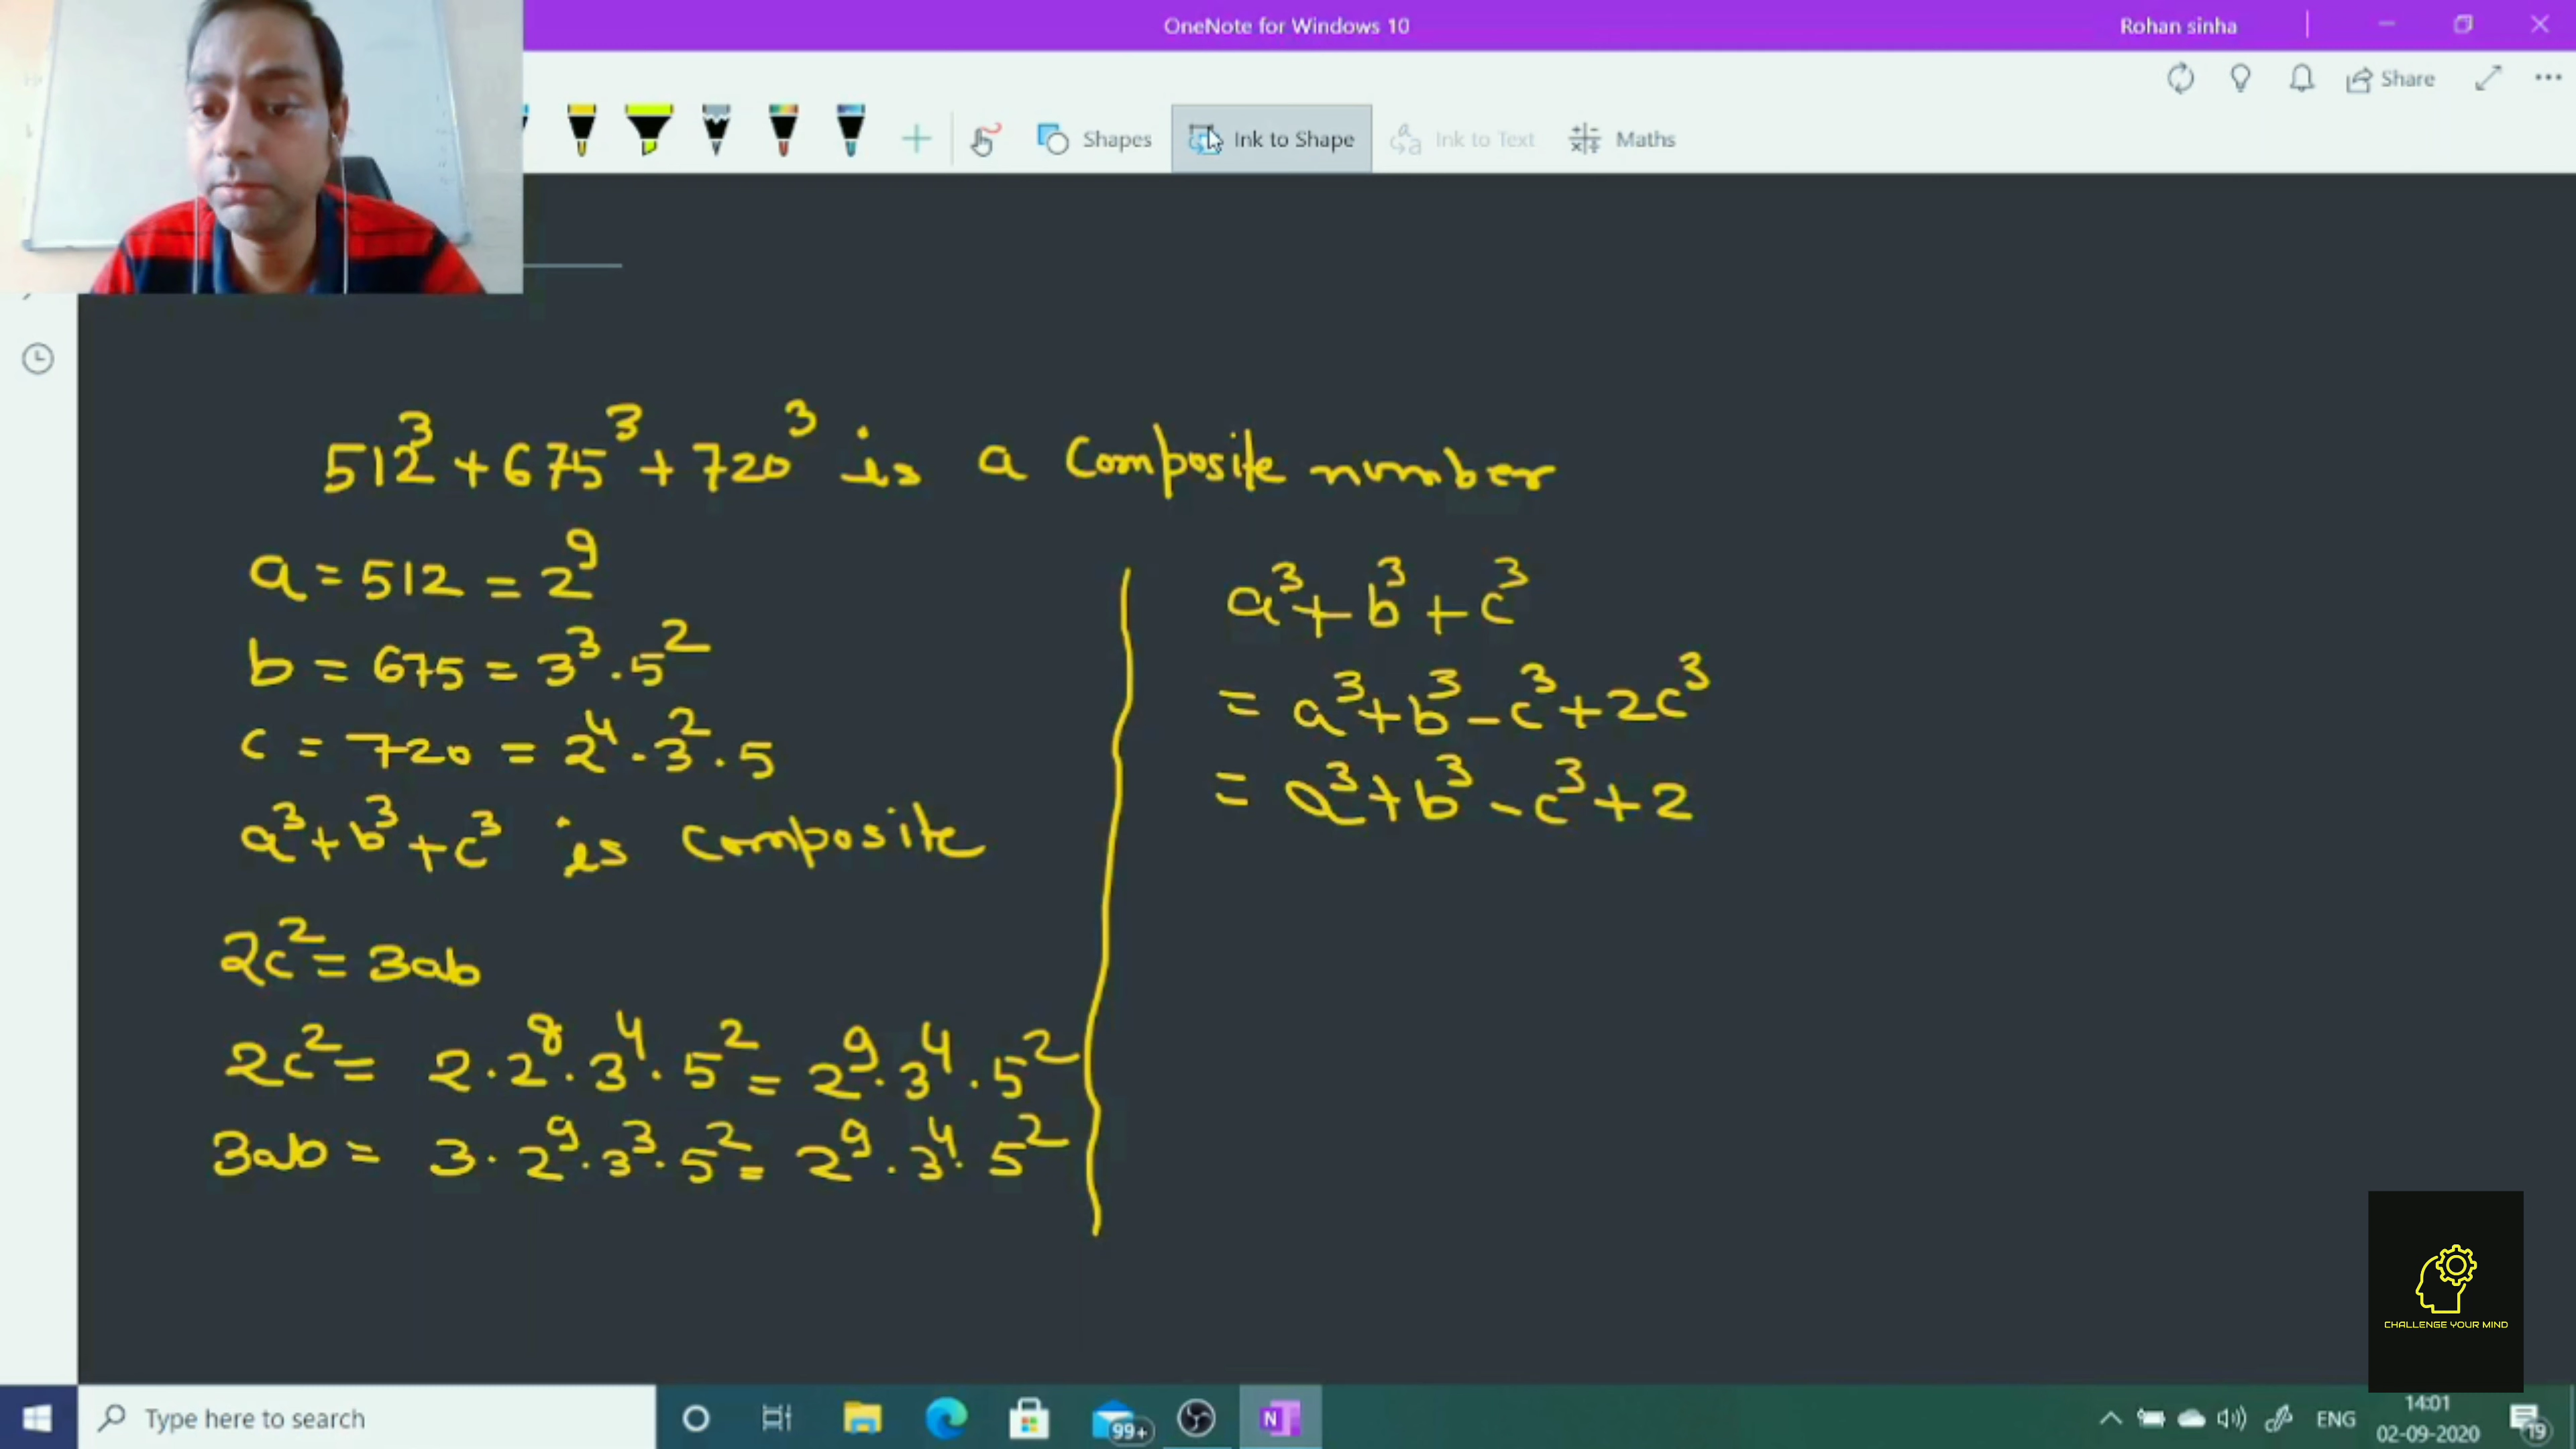 OneNote for Windows 10
Rohan sinha
Share
Shapes
Ink to Shape
Ink to Text
Maths
512³ + 675³ + 720³ is a composite number
a = 512 = 2⁹
b = 675 = 3³ · 5²
c = 720 = 2⁴ · 3² · 5
a³ + b³ + c³ is composite
2c² = 3ab
2c² = 2 · 2⁸ · 3⁴ · 5² = 2⁹ · 3⁴ · 5²
3ab = 3 · 2⁹ · 3³ · 5² = 2⁹ · 3⁴ · 5²
a³ + b³ + c³
= a³ + b³ - c³ + 2c³
= a³ + b³ - c³ + 2
CHALLENGE YOUR MIND
Type here to search
99+
N
ENG
14:01
02-09-2020
19